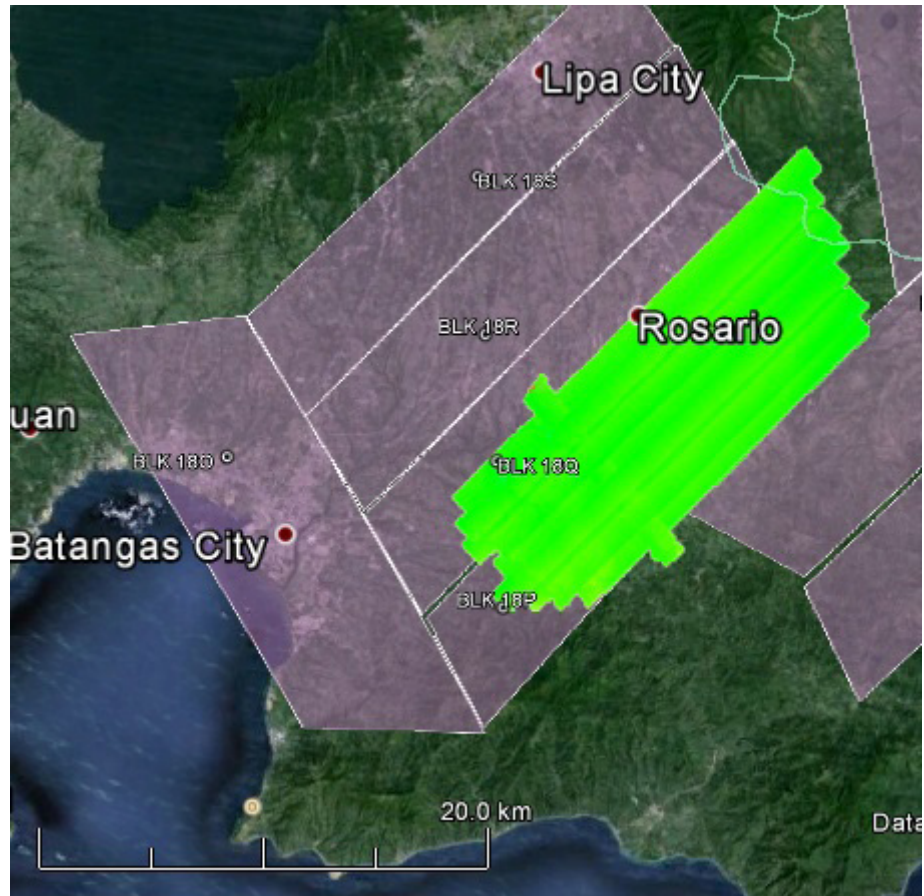 Lipa City
BLK 18S
BLK 18R
Rosario
uan
BLK 18O
BLK 18Q
Batangas City
BLK 18P
20.0 km
Data